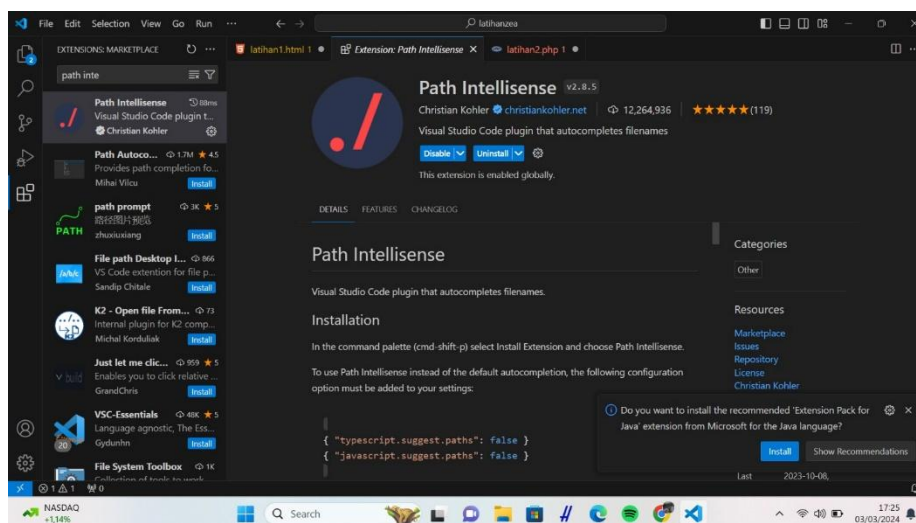 File Edit Selection View Go Run ... latihanzea
EXTENSIONS: MARKETPLACE
latihan1.html 1 Extension: Path Intellisense latihan2.php 1
path inte
Path Intellisense 88ms
Visual Studio Code plugin t...
Christian Kohler
Path Autoco... 1.7M 4.5
Provides path completion fo...
Mihai Vilcu Install
path prompt 3K 5
路径图片预览
PATH
zhuxiuxiang Install
File path Desktop I... 866
VS Code extention for file p...
/a/b/c
Sandip Chitale Install
K2 - Open file From... 73
Internal plugin for K2 comp...
Michal Korduliak Install
Just let me clic... 959 5
Enables you to click relative ...
GrandChris Install
VSC-Essentials 48K 5
Language agnostic, The Ess...
20
Gydunhn Install
File System Toolbox 1K
Collection of tools to work
Path Intellisense v2.8.5
Christian Kohler christiankohler.net 12,264,936 (119)
Visual Studio Code plugin that autocompletes filenames
Disable Uninstall
This extension is enabled globally.
DETAILS FEATURES CHANGELOG
Path Intellisense
Visual Studio Code plugin that autocompletes filenames.
Installation
In the command palette (cmd-shift-p) select Install Extension and choose Path Intellisense.
To use Path Intellisense instead of the default autocompletion, the following configuration
option must be added to your settings:
{ "typescript.suggest.paths": false }
{ "javascript.suggest.paths": false }
Categories
Other
Resources
Marketplace
Issues
Repository
License
Christian Kohler
Do you want to install the recommended 'Extension Pack for
Java' extension from Microsoft for the Java language?
Install Show Recommendations
Last 2023-10-08,
1 1 0
NASDAQ
+1,14%
Search
17:25
03/03/2024